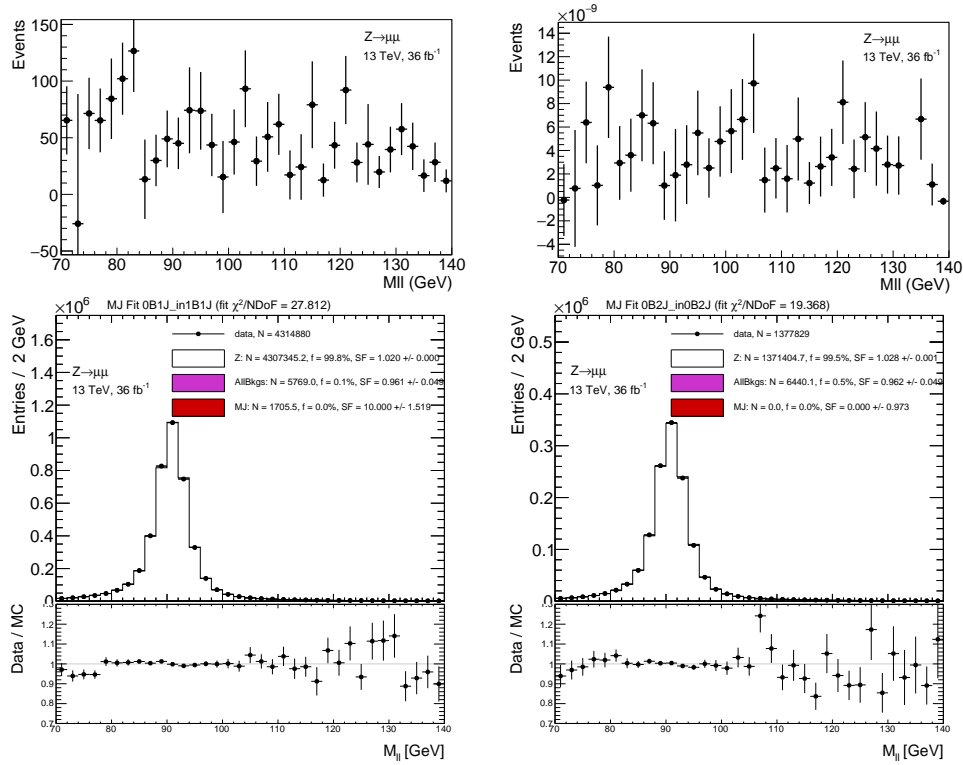 Events
150
100
50
0
−50
Z→μμ
13 TeV, 36 fb-1
70 80 90 100 110 120 130 140
Mll (GeV)
×10−9
Events
14
12
10
8
6
4
2
0
−2
−4
Z→μμ
13 TeV, 36 fb-1
70 80 90 100 110 120 130 140
Mll (GeV)
×106
MJ Fit 0B1J_in1B1J (fit χ2/NDoF = 27.812)
Entries / 2 GeV
1.6
1.4
1.2
1.0
0.8
0.6
0.4
0.2
0
data, N = 4314880
Z: N = 4307345.2, f = 99.8%, SF = 1.020 +/- 0.000
AllBkgs: N = 5769.0, f = 0.1%, SF = 0.961 +/- 0.049
MJ: N = 1705.5, f = 0.0%, SF = 10.000 +/- 1.519
Z→μμ
13 TeV, 36 fb-1
Data / MC
1.3
1.2
1.1
1
0.9
0.8
0.7
70 80 90 100 110 120 130 140
Mll [GeV]
×106
MJ Fit 0B2J_in0B2J (fit χ2/NDoF = 19.368)
Entries / 2 GeV
0.5
0.4
0.3
0.2
0.1
0
data, N = 1377829
Z: N = 1371404.7, f = 99.5%, SF = 1.028 +/- 0.001
AllBkgs: N = 6440.1, f = 0.5%, SF = 0.962 +/- 0.049
MJ: N = 0.0, f = 0.0%, SF = 0.000 +/- 0.973
Z→μμ
13 TeV, 36 fb-1
Data / MC
1.3
1.2
1.1
1
0.9
0.8
0.7
70 80 90 100 110 120 130 140
Mll [GeV]